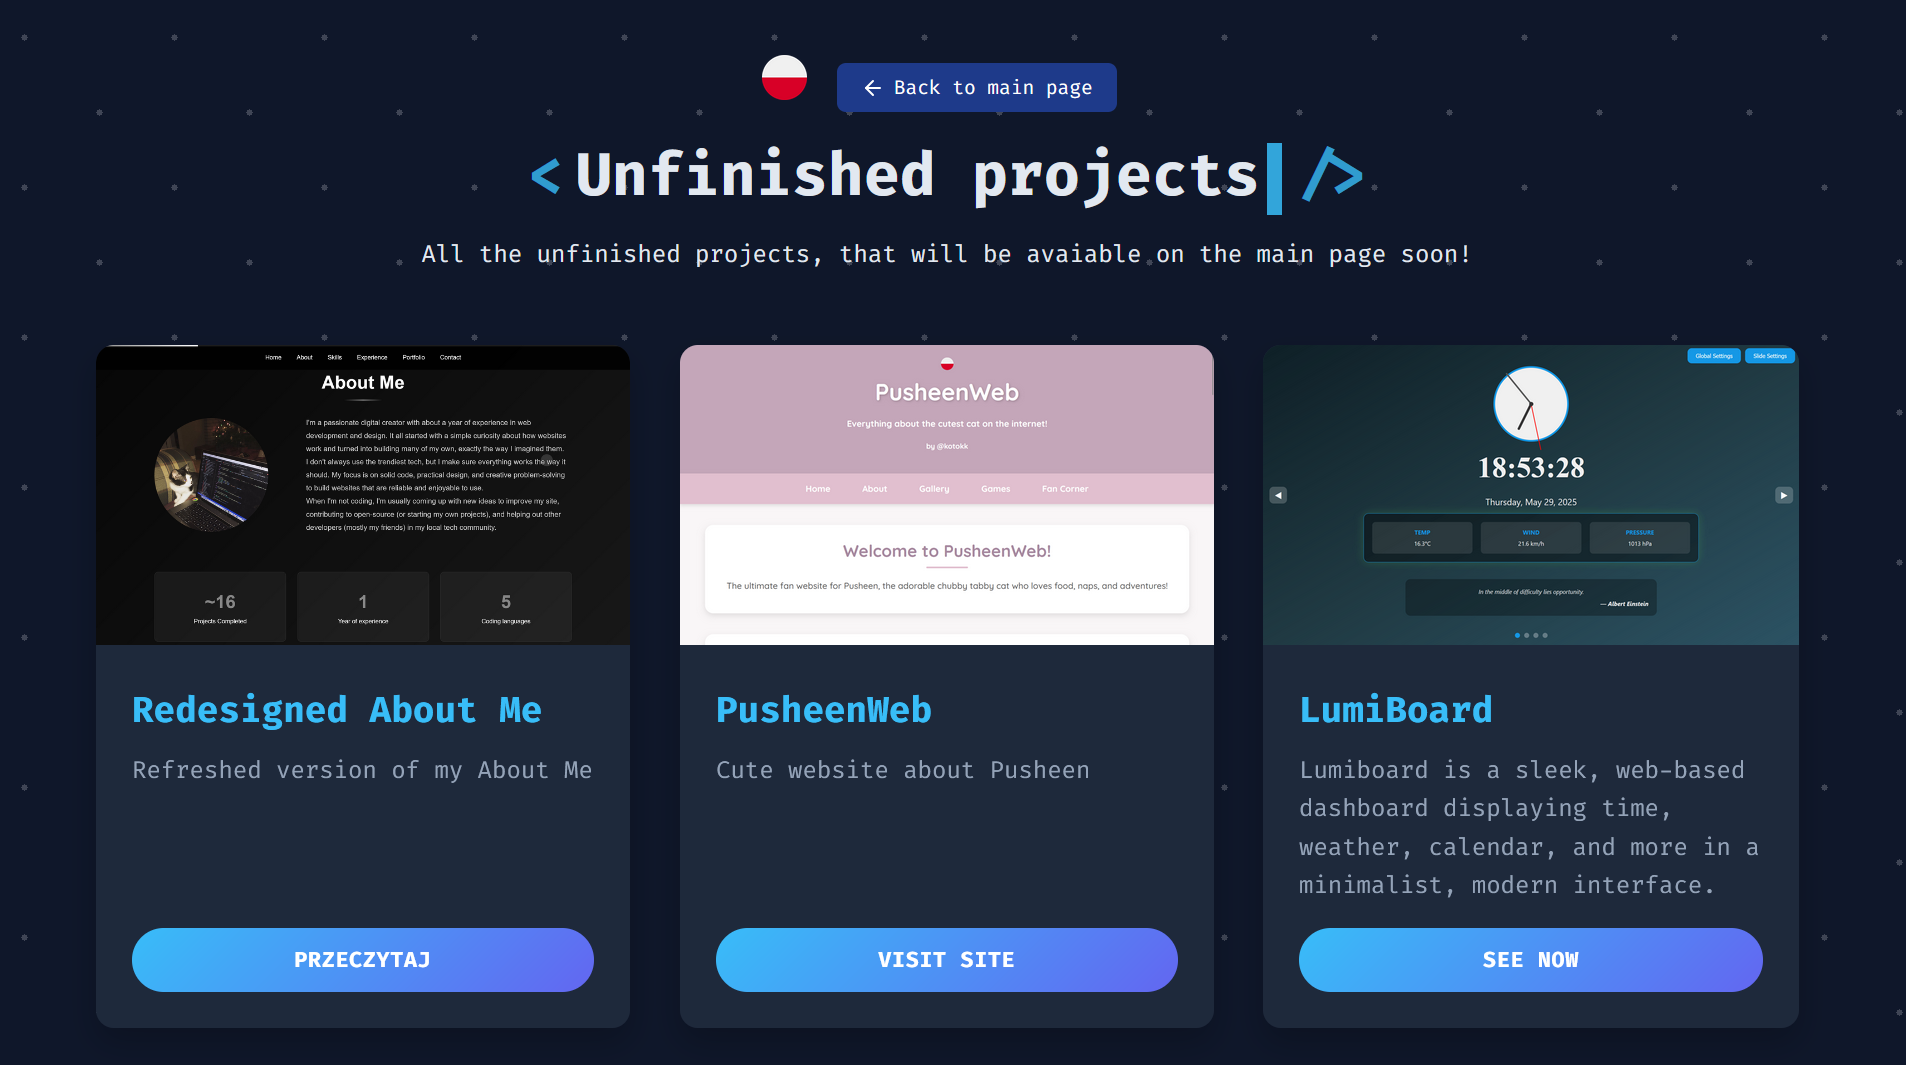 ← Back to main page
<Unfinished projects />
All the unfinished projects, that will be avaiable on the main page soon!
Home About Skills Experience Portfolio Contact
About Me
I'm a passionate digital creator with about a year of experience in web
development and design. It all started with a simple curiosity about how websites
work and turned into building many of my own, exactly the way I imagined them.
I don't always use the trendiest tech, but I make sure everything works the way it
should. My focus is on solid code, practical design, and creative problem-solving
to build websites that are reliable and enjoyable to use.
When I'm not coding, I'm usually coming up with new ideas to improve my site,
contributing to open-source (or starting my own projects), and helping out other
developers (mostly my friends) in my local tech community.
~16 1 5
Projects Completed Year of experience Coding languages
Redesigned About Me
Refreshed version of my About Me
PRZECZYTAJ
PusheenWeb
Everything about the cutest cat on the internet!
by @kotokk
Home About Gallery Games Fan Corner
Welcome to PusheenWeb!
The ultimate fan website for Pusheen, the adorable chubby tabby cat who loves food, naps, and adventures!
PusheenWeb
Cute website about Pusheen
VISIT SITE
Global Settings Slide Settings
18:53:28
Thursday, May 29, 2025
TEMP WIND PRESSURE
16.3°C 21.6 km/h 1013 hPa
In the middle of difficulty lies opportunity.
— Albert Einstein
LumiBoard
Lumiboard is a sleek, web-based
dashboard displaying time,
weather, calendar, and more in a
minimalist, modern interface.
SEE NOW